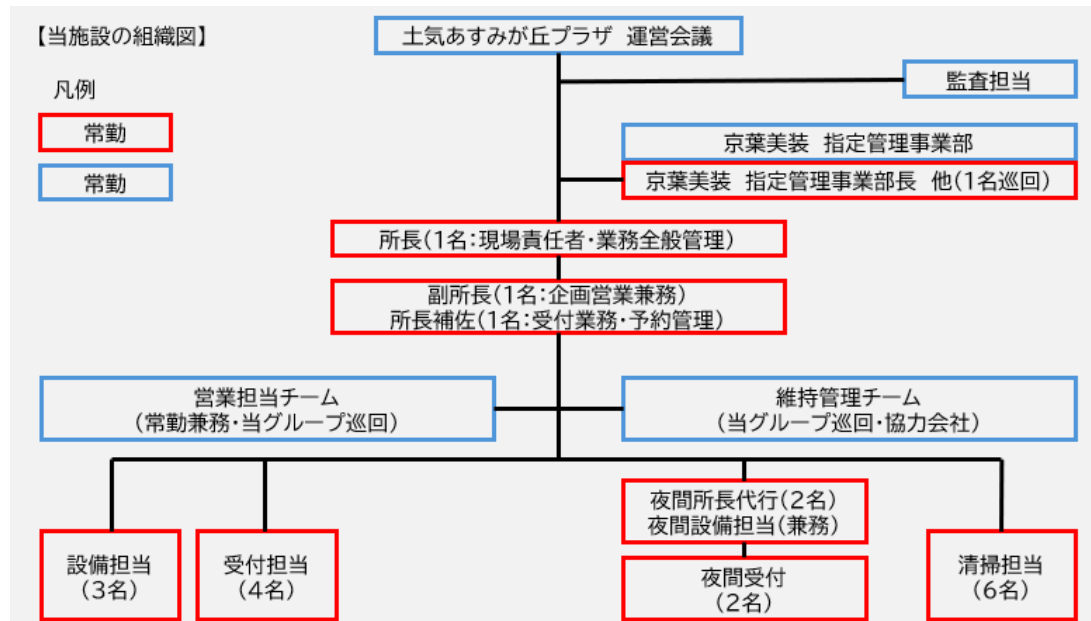 【当施設の組織図】
土気あすみが丘プラザ 運営会議
監査担当
凡例
常勤
常勤
京葉美装 指定管理事業部
京葉美装 指定管理事業部長 他(1名巡回)
所長(1名:現場責任者・業務全般管理)
副所長(1名:企画営業兼務)
所長補佐(1名:受付業務・予約管理)
営業担当チーム
(常勤兼務・当グループ巡回)
維持管理チーム
(当グループ巡回・協力会社)
設備担当
(3名)
受付担当
(4名)
夜間所長代行(2名)
夜間設備担当(兼務)
夜間受付
(2名)
清掃担当
(6名)